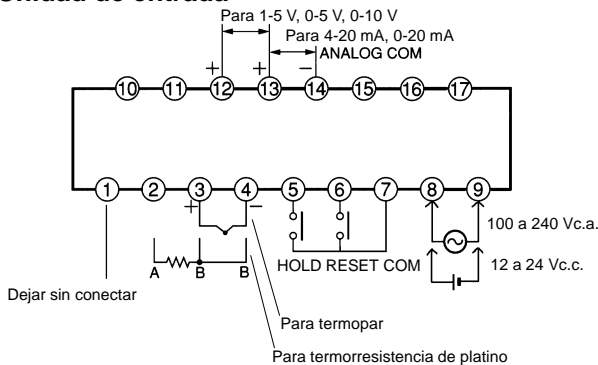 Unidad de entrada
Para 1-5 V, 0-5 V, 0-10 V
Para 4-20 mA, 0-20 mA
ANALOG COM
+ + −
10 11 12 13 14 15 16 17
1 2 3 4 5 6 7 8 9
+ −
100 a 240 Vc.a.
A B B
HOLD RESET COM
12 a 24 Vc.c.
Dejar sin conectar
Para termopar
Para termorresistencia de platino